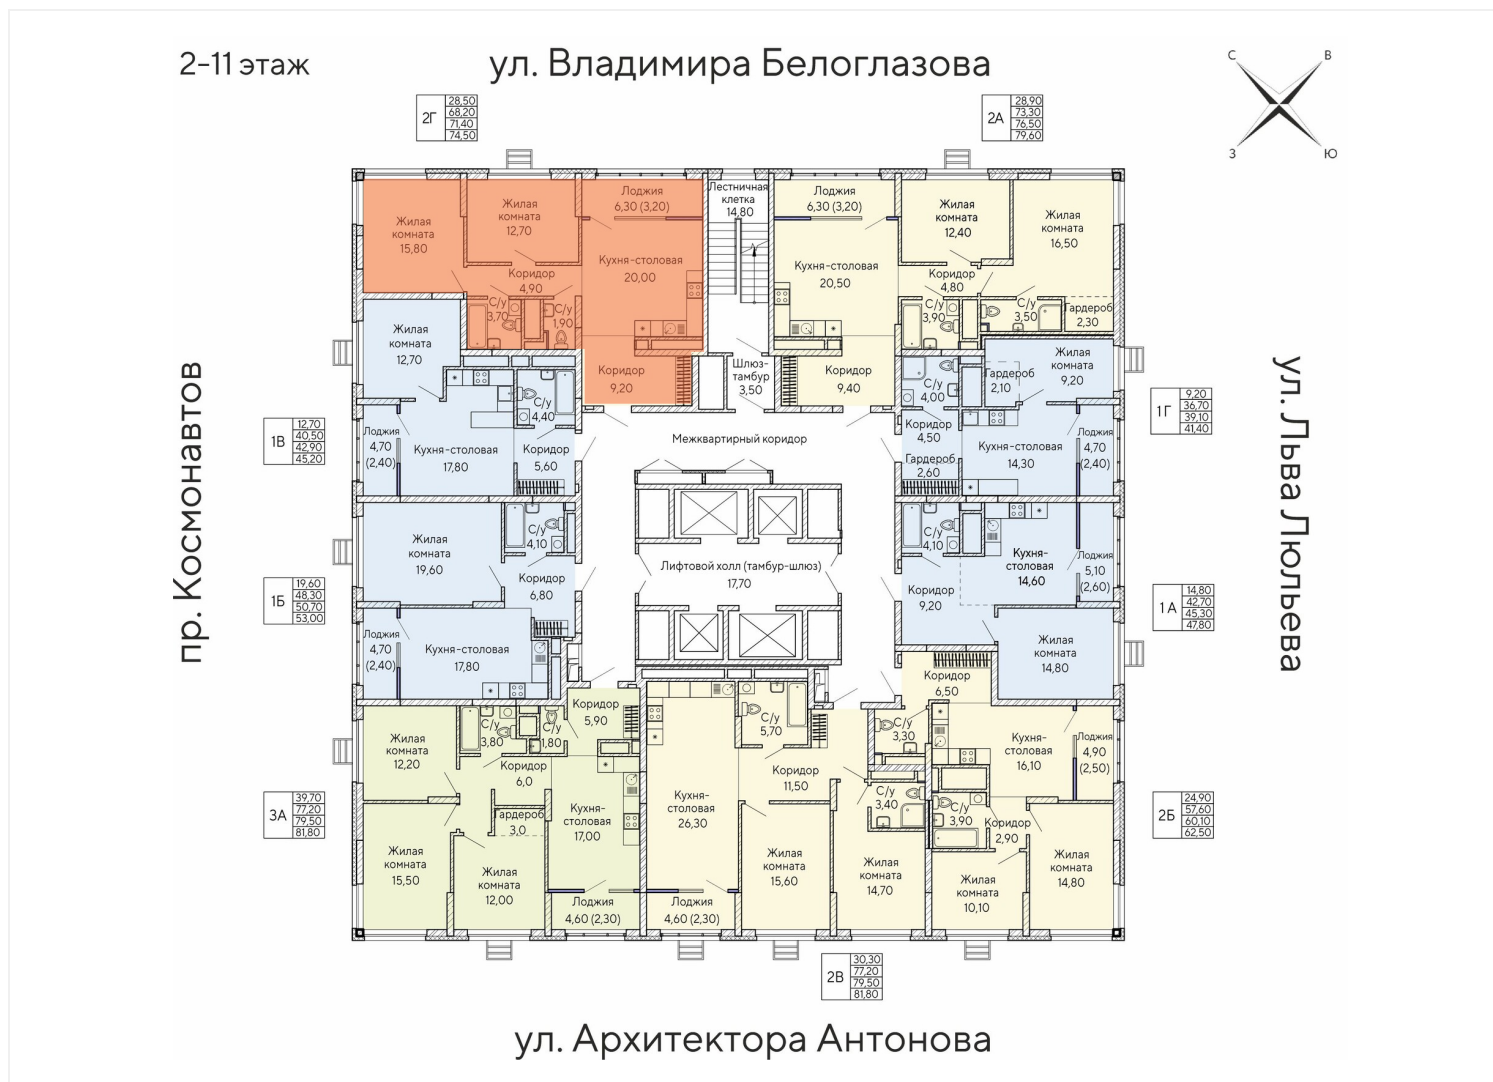 2-11 этаж
ул. Владимира Белоглазова
С
В
З
Ю
2Г
28,50
68,20
71,40
74,50
2А
28,90
73,30
76,50
79,60
Жилая
комната
15,80
Жилая
комната
12,70
Лоджия
6,30 (3,20)
Кухня-столовая
20,00
Коридор
4,90
С/у
3,70
С/у
1,90
Коридор
9,20
Лестничная
клетка
14,80
Шлюз-
тамбур
3,50
Лоджия
6,30 (3,20)
Кухня-столовая
20,50
Жилая
комната
12,40
Жилая
комната
16,50
Коридор
4,80
С/у
3,90
С/у
3,50
Гардероб
2,30
Коридор
9,40
пр. Космонавтов
ул. Льва Люльева
1В
12,70
40,50
42,90
45,20
Жилая
комната
12,70
Лоджия
4,70
(2,40)
Кухня-столовая
17,80
С/у
4,40
Коридор
5,60
Межквартирный коридор
1Г
9,20
36,70
39,10
41,40
Жилая
комната
9,20
Гардероб
2,10
С/у
4,00
Коридор
4,50
Гардероб
2,60
Кухня-столовая
14,30
Лоджия
4,70
(2,40)
1Б
19,60
48,30
50,70
53,00
Жилая
комната
19,60
С/у
4,10
Коридор
6,80
Лоджия
4,70
(2,40)
Кухня-столовая
17,80
Лифтовой холл (тамбур-шлюз)
17,70
1А
14,80
42,70
45,30
47,80
С/у
4,10
Кухня-
столовая
14,60
Лоджия
5,10
(2,60)
Коридор
9,20
Жилая
комната
14,80
3А
39,70
77,20
79,50
81,80
Жилая
комната
12,20
С/у
3,80
С/у
1,80
Коридор
5,90
Коридор
6,0
Гардероб
3,0
Кухня-
столовая
17,00
Жилая
комната
15,50
Жилая
комната
12,00
Лоджия
4,60 (2,30)
Кухня-
столовая
26,30
С/у
5,70
Коридор
11,50
С/у
3,40
Жилая
комната
15,60
Жилая
комната
14,70
Лоджия
4,60 (2,30)
2Б
24,90
57,60
60,10
62,50
Коридор
6,50
С/у
3,30
Кухня-
столовая
16,10
Лоджия
4,90
(2,50)
С/у
3,90
Коридор
2,90
Жилая
комната
14,80
Жилая
комната
10,10
2В
30,30
77,20
79,50
81,80
ул. Архитектора Антонова